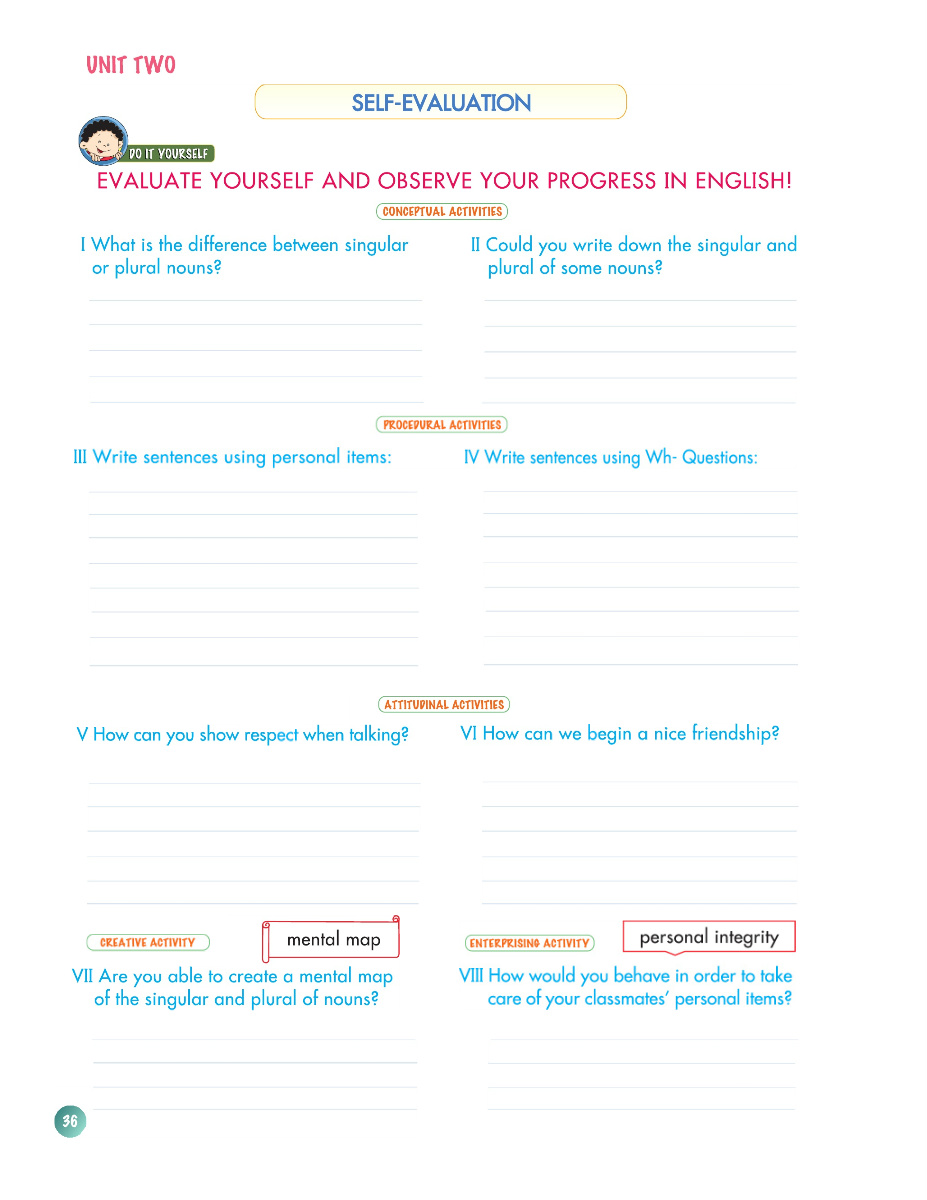 UNIT TWO
SELF-EVALUATION
DO IT YOURSELF
EVALUATE YOURSELF AND OBSERVE YOUR PROGRESS IN ENGLISH!
CONCEPTUAL ACTIVITIES
I What is the difference between singular
or plural nouns?
II Could you write down the singular and
plural of some nouns?
PROCEDURAL ACTIVITIES
III Write sentences using personal items:
IV Write sentences using Wh- Questions:
ATTITUDINAL ACTIVITIES
V How can you show respect when talking?
VI How can we begin a nice friendship?
CREATIVE ACTIVITY
mental map
VII Are you able to create a mental map
of the singular and plural of nouns?
ENTERPRISING ACTIVITY
personal integrity
VIII How would you behave in order to take
care of your classmates' personal items?
36